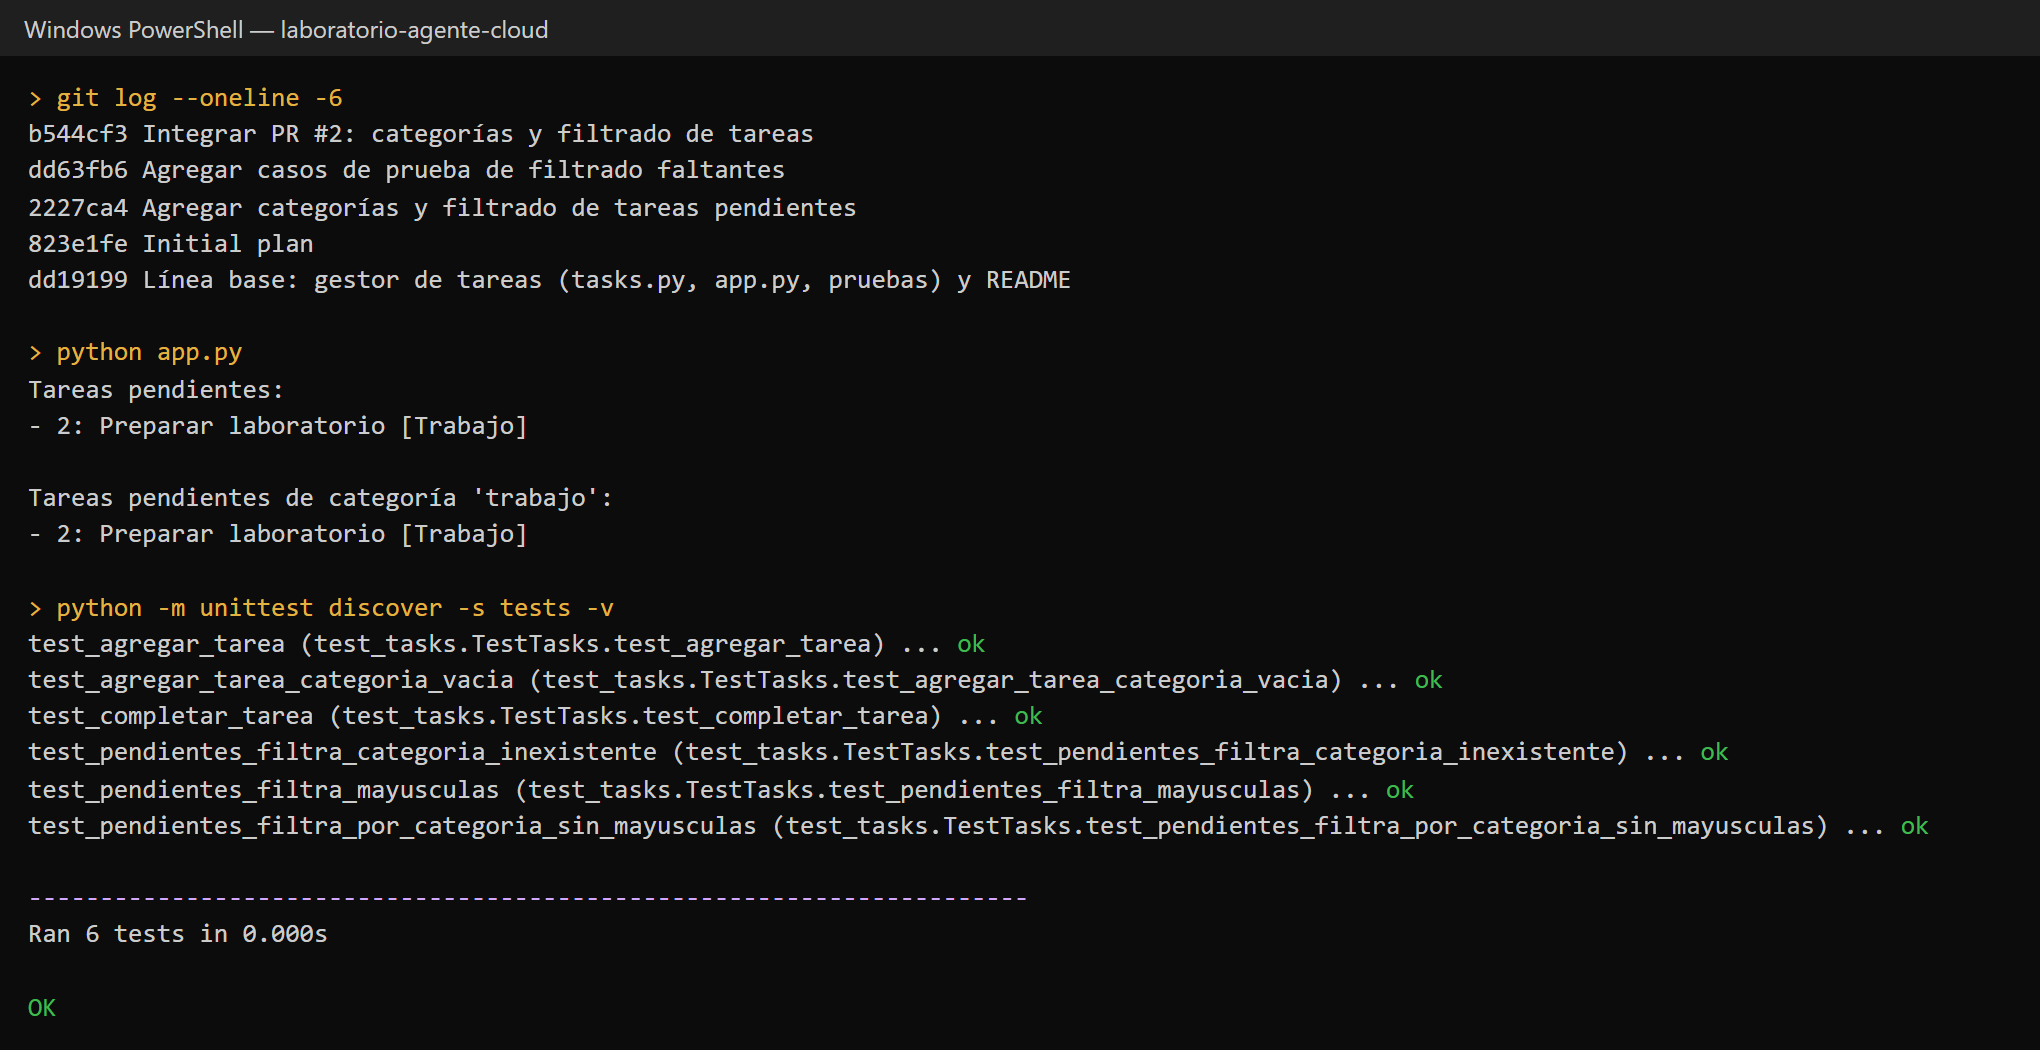 Windows PowerShell — laboratorio-agente-cloud
> git log --oneline -6
b544cf3 Integrar PR #2: categorías y filtrado de tareas
dd63fb6 Agregar casos de prueba de filtrado faltantes
2227ca4 Agregar categorías y filtrado de tareas pendientes
823e1fe Initial plan
dd19199 Línea base: gestor de tareas (tasks.py, app.py, pruebas) y README
> python app.py
Tareas pendientes:
- 2: Preparar laboratorio [Trabajo]
Tareas pendientes de categoría 'trabajo':
- 2: Preparar laboratorio [Trabajo]
> python -m unittest discover -s tests -v
test_agregar_tarea (test_tasks.TestTasks.test_agregar_tarea) ... ok
test_agregar_tarea_categoria_vacia (test_tasks.TestTasks.test_agregar_tarea_categoria_vacia) ... ok
test_completar_tarea (test_tasks.TestTasks.test_completar_tarea) ... ok
test_pendientes_filtra_categoria_inexistente (test_tasks.TestTasks.test_pendientes_filtra_categoria_inexistente) ... ok
test_pendientes_filtra_mayusculas (test_tasks.TestTasks.test_pendientes_filtra_mayusculas) ... ok
test_pendientes_filtra_por_categoria_sin_mayusculas (test_tasks.TestTasks.test_pendientes_filtra_por_categoria_sin_mayusculas) ... ok
----------------------------------------------------------------------
Ran 6 tests in 0.000s
OK